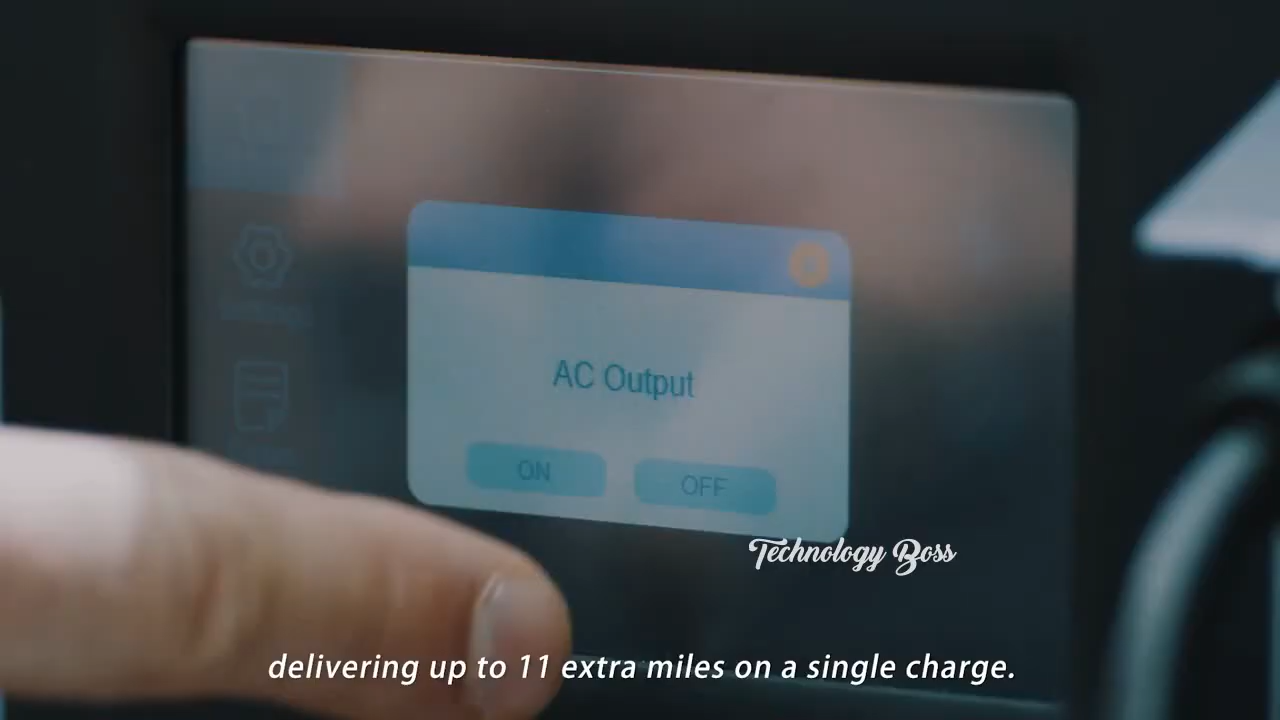 AC Output
ON
OFF
Technology Boss
delivering up to 11 extra miles on a single charge.